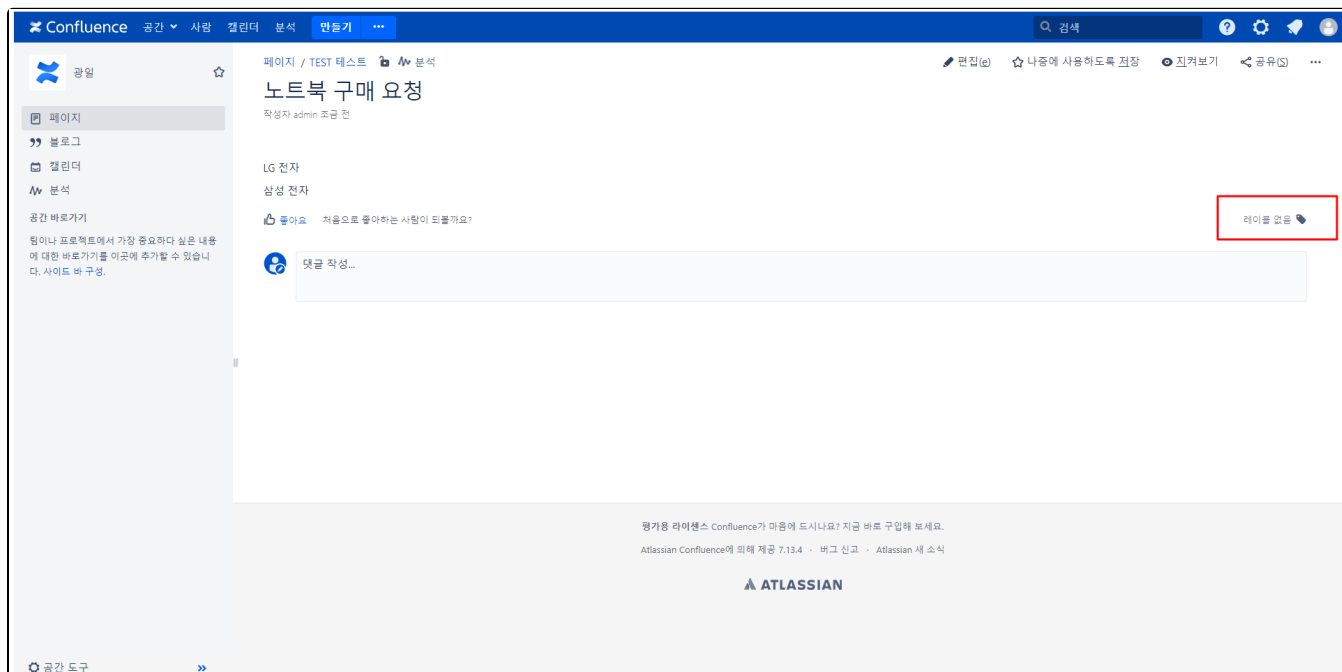 Confluence 공간 사람 캘린더 분석 만들기 ··· 검색
광일
페이지 / TEST 테스트 분석 편집(e) 나중에 사용하도록 저장 지켜보기 공유(S) ···
노트북 구매 요청
작성자 admin 조금 전
페이지
블로그
캘린더
분석
공간 바로가기
팀이나 프로젝트에서 가장 중요하다 싶은 내용
에 대한 바로가기를 이곳에 추가할 수 있습니
다. 사이드 바 구성.
LG 전자
삼성 전자
좋아요 처음으로 좋아하는 사람이 되볼까요?
레이블 없음
댓글 작성...
평가용 라이센스 Confluence가 마음에 드시나요? 지금 바로 구입해 보세요.
Atlassian Confluence에 의해 제공 7.13.4 · 버그 신고 · Atlassian 새 소식
ATLASSIAN
공간 도구 »